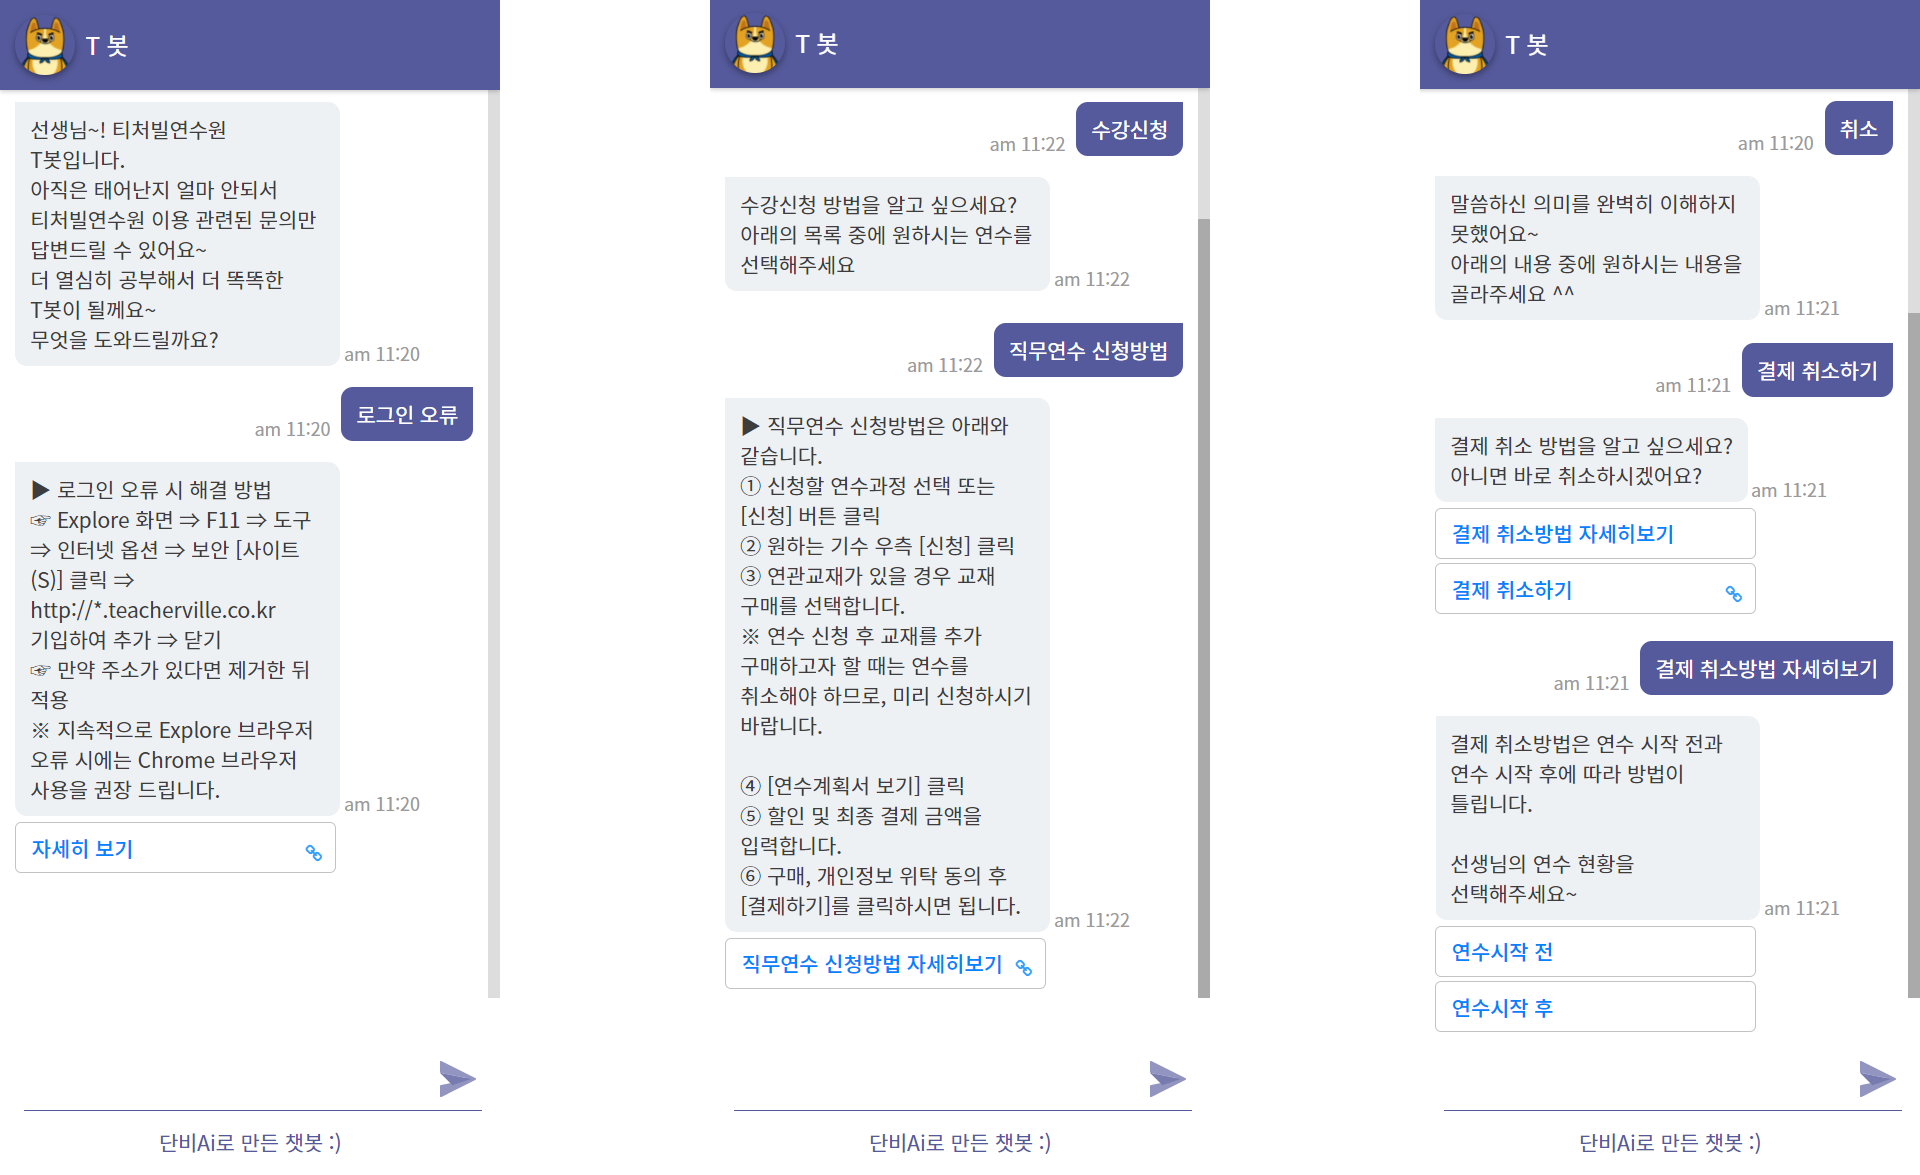 T 봇
선생님~! 티처빌연수원
T봇입니다.
아직은 태어난지 얼마 안되서
티처빌연수원 이용 관련된 문의만
답변드릴 수 있어요~
더 열심히 공부해서 더 똑똑한
T봇이 될께요~
무엇을 도와드릴까요?
am 11:20
로그인 오류
am 11:20
▶ 로그인 오류 시 해결 방법
☞ Explore 화면 ⇒ F11 ⇒ 도구
⇒ 인터넷 옵션 ⇒ 보안 [사이트
(S)] 클릭 ⇒
http://*.teacherville.co.kr
기입하여 추가 ⇒ 닫기
☞ 만약 주소가 있다면 제거한 뒤
적용
※ 지속적으로 Explore 브라우저
오류 시에는 Chrome 브라우저
사용을 권장 드립니다.
am 11:20
자세히 보기
단비Ai로 만든 챗봇 :)
T 봇
수강신청
am 11:22
수강신청 방법을 알고 싶으세요?
아래의 목록 중에 원하시는 연수를
선택해주세요
am 11:22
직무연수 신청방법
am 11:22
▶ 직무연수 신청방법은 아래와
같습니다.
① 신청할 연수과정 선택 또는
[신청] 버튼 클릭
② 원하는 기수 우측 [신청] 클릭
③ 연관교재가 있을 경우 교재
구매를 선택합니다.
※ 연수 신청 후 교재를 추가
구매하고자 할 때는 연수를
취소해야 하므로, 미리 신청하시기
바랍니다.
④ [연수계획서 보기] 클릭
⑤ 할인 및 최종 결제 금액을
입력합니다.
⑥ 구매, 개인정보 위탁 동의 후
[결제하기]를 클릭하시면 됩니다.
am 11:22
직무연수 신청방법 자세히보기
단비Ai로 만든 챗봇 :)
T 봇
취소
am 11:20
말씀하신 의미를 완벽히 이해하지
못했어요~
아래의 내용 중에 원하시는 내용을
골라주세요 ^^
am 11:21
결제 취소하기
am 11:21
결제 취소 방법을 알고 싶으세요?
아니면 바로 취소하시겠어요?
am 11:21
결제 취소방법 자세히보기
결제 취소하기
결제 취소방법 자세히보기
am 11:21
결제 취소방법은 연수 시작 전과
연수 시작 후에 따라 방법이
틀립니다.
선생님의 연수 현황을
선택해주세요~
am 11:21
연수시작 전
연수시작 후
단비Ai로 만든 챗봇 :)